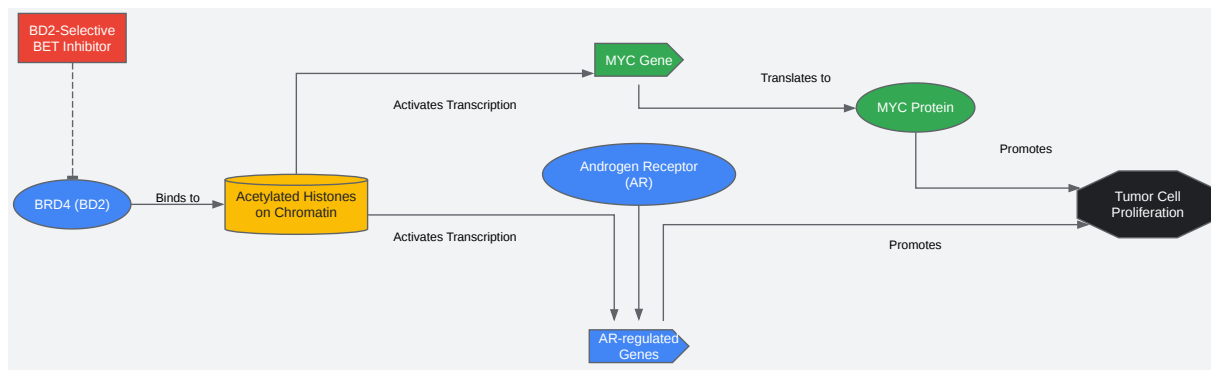 BD2-Selective
BET Inhibitor
MYC Gene
Translates to
Activates Transcription
MYC Protein
Promotes
Androgen Receptor
(AR)
BRD4 (BD2)
Binds to
Acetylated Histones
on Chromatin
Tumor Cell
Proliferation
Activates Transcription
Promotes
AR-regulated
Genes